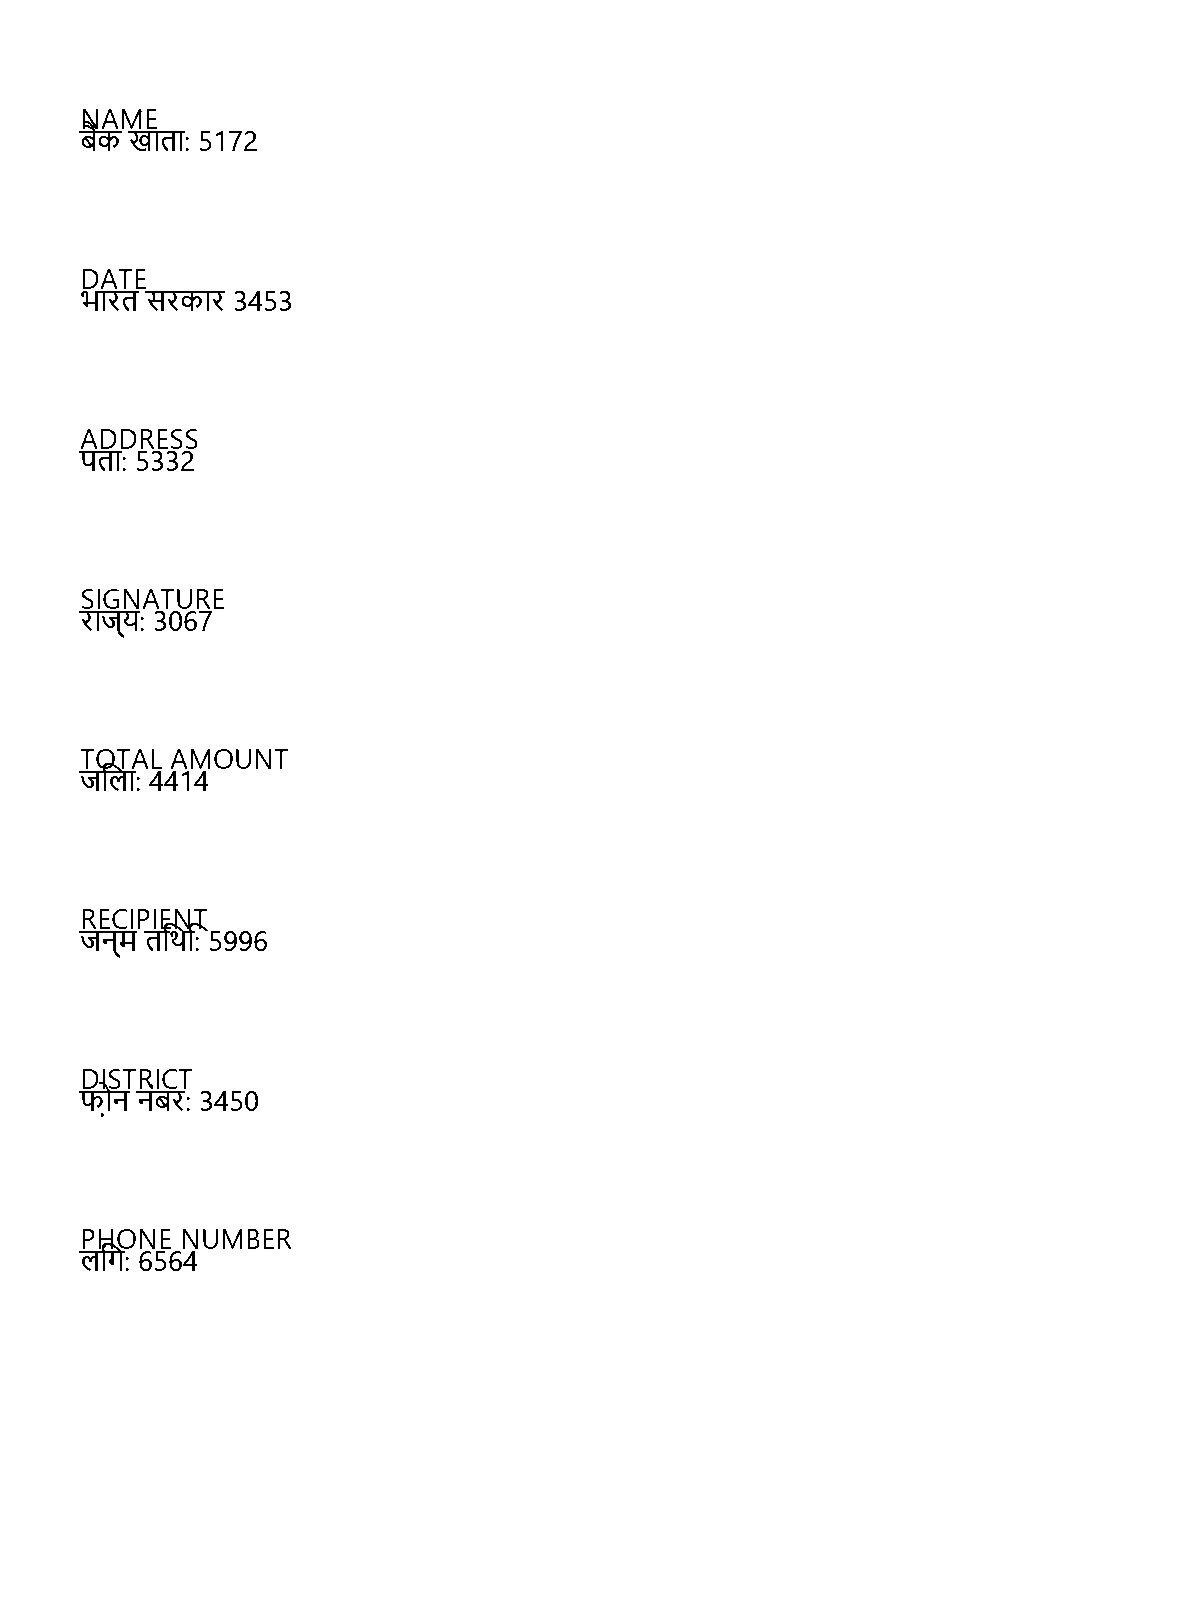 NAME
बैंक खाता: 5172
DATE
भारत सरकार 3453
ADDRESS
पता: 5332
SIGNATURE
राज्य: 3067
TOTAL AMOUNT
जिला: 4414
RECIPIENT
जन्म तिथि: 5996
DISTRICT
फ़ोन नंबर: 3450
PHONE NUMBER
लिंग: 6564